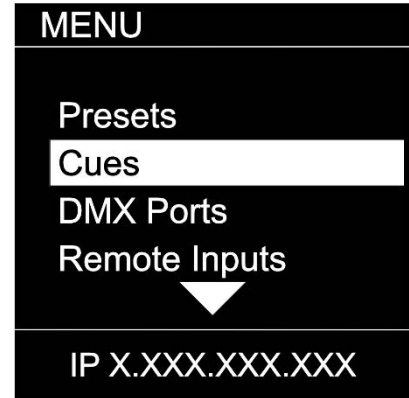 MENU
Presets
Cues
DMX Ports
Remote Inputs
IP X.XXX.XXX.XXX